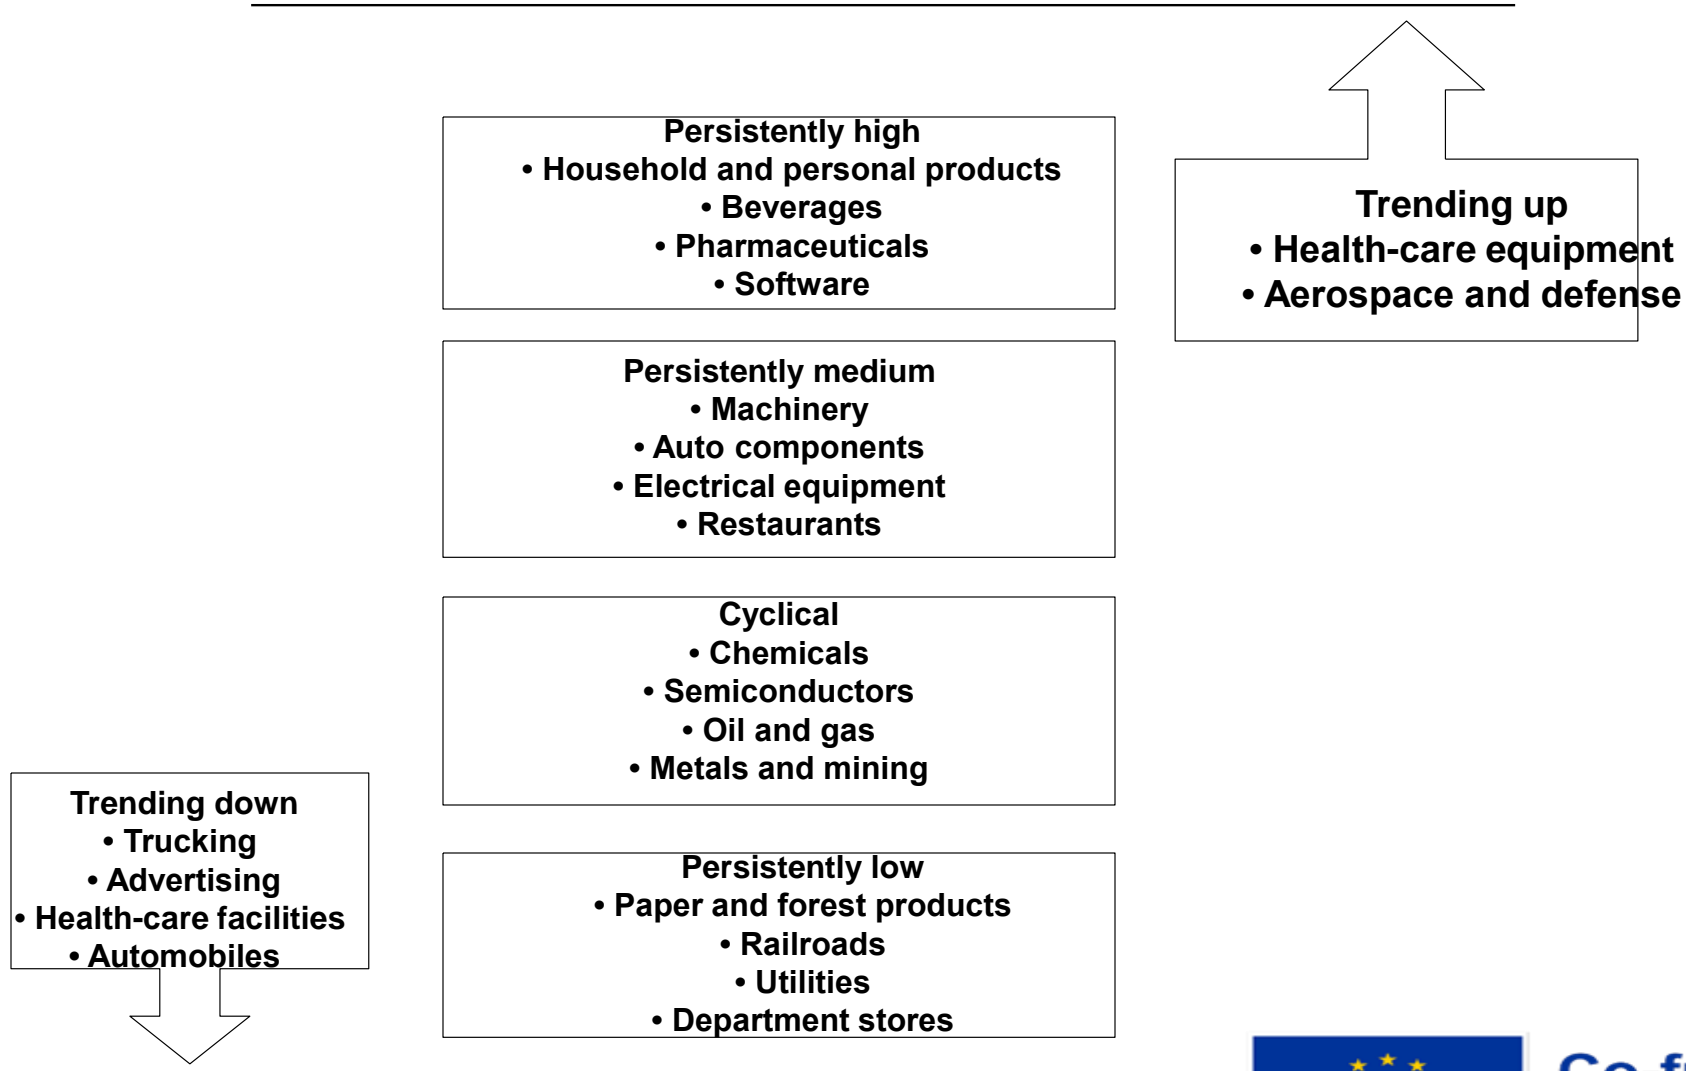 Persistently high
• Household and personal products
• Beverages
• Pharmaceuticals
• Software
Trending up
• Health-care equipment
• Aerospace and defense
Persistently medium
• Machinery
• Auto components
• Electrical equipment
• Restaurants
Cyclical
• Chemicals
• Semiconductors
• Oil and gas
• Metals and mining
Trending down
• Trucking
• Advertising
• Health-care facilities
• Automobiles
Persistently low
• Paper and forest products
• Railroads
• Utilities
• Department stores